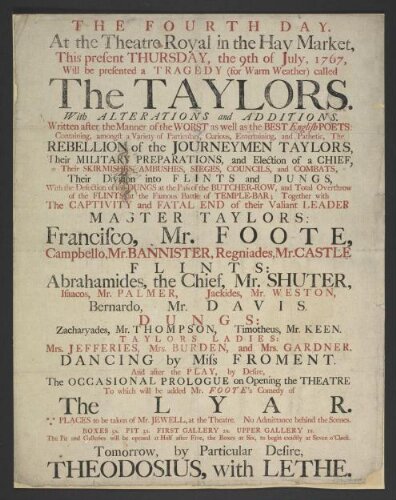 THE FOURTH DAY.
At the Theatre Royal in the Hay Market,
This present THURSDAY, the 9th of July, 1767,
Will be presented a TRAGEDY (for Warm Weather) called
The TAYLORS.
With ALTERATIONS and ADDITIONS.
Written after the Manner of the WORST as well as the BEST English POETS:
Containing, amongst a Variety of Particulars, Curious, Entertaining, and Pathetic, The
REBELLION of the JOURNEYMEN TAYLORS,
Their MILITARY PREPARATIONS, and Election of a CHIEF,
Their SKIRMISHES, AMBUSHES, SIEGES, COUNCILS, and COMBATS,
Their Division into FLINTS and DUNGS,
With the Defection of the DUNGS at the Pass of the BUTCHER-ROW, and Total Overthrow
of the FLINTS, at the Famous Battle of TEMPLE-BAR; Together with
The CAPTIVITY and FATAL END of their Valiant LEADER
MASTER TAYLORS:
Francisco, Mr. FOOTE,
Campbello, Mr. BANNISTER, Regniades, Mr. CASTLE
FLINTS:
Abrahamides, the Chief, Mr. SHUTER,
Isaacos, Mr. PALMER, Jackides, Mr. WESTON,
Bernardo, Mr. DAVIS.
DUNGS:
Zacharyades, Mr. THOMPSON, Timotheus, Mr. KEEN.
TAYLORS LADIES:
Mrs. JEFFERIES, Mrs. BURDEN, and Mrs. GARDNER.
DANCING by Miss FROMENT.
And after the PLAY, by Desire,
The OCCASIONAL PROLOGUE on Opening the THEATRE
To which will be added Mr. FOOTE's Comedy of
The LYAR.
PLACES to be taken of Mr. JEWELL, at the Theatre. No Admittance behind the Scenes.
BOXES 5s. PIT 3s. FIRST GALLERY 2s. UPPER GALLERY 1s.
The Pit and Galleries will be opened at Half after Five, the Boxes at Six, to begin exactly at Seven o'Clock.
Tomorrow, by Particular Desire,
THEODOSIUS, with LETHE.